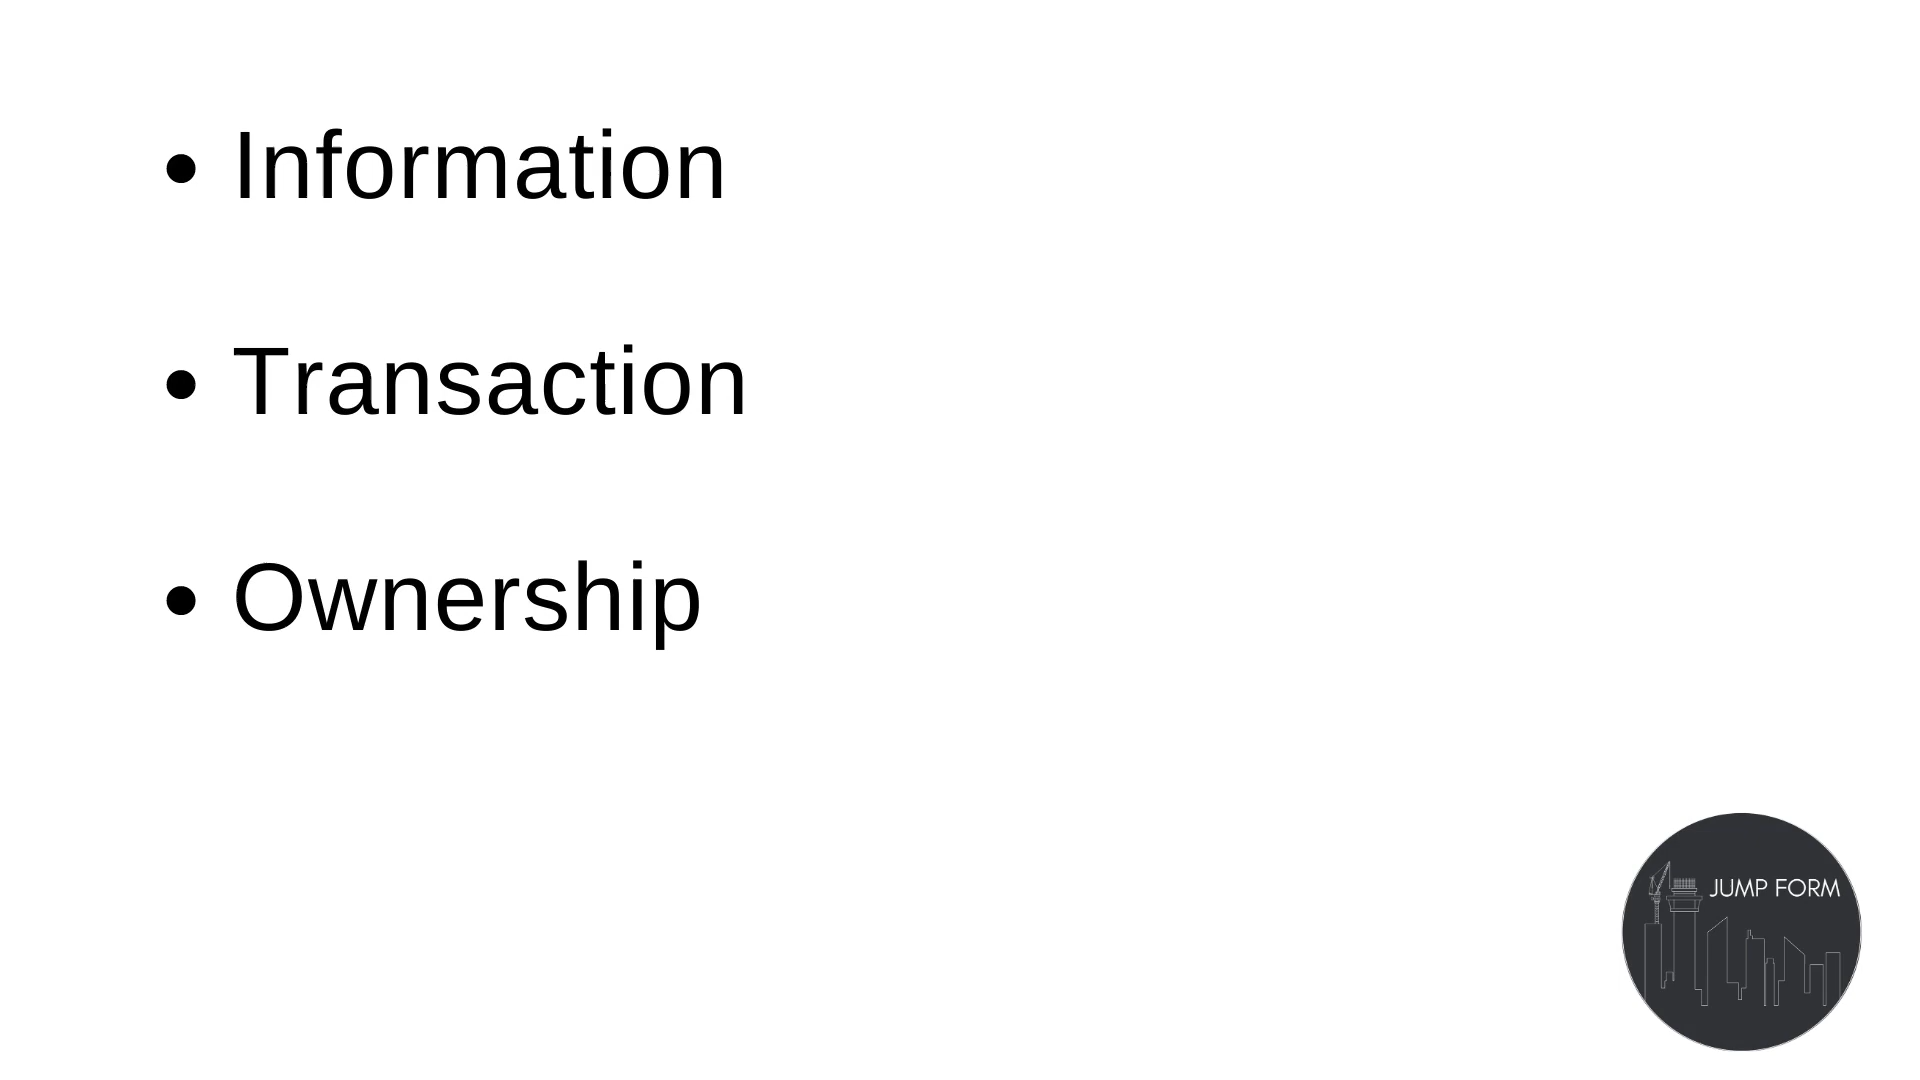 • Information
• Transaction
• Ownership
JUMP FORM